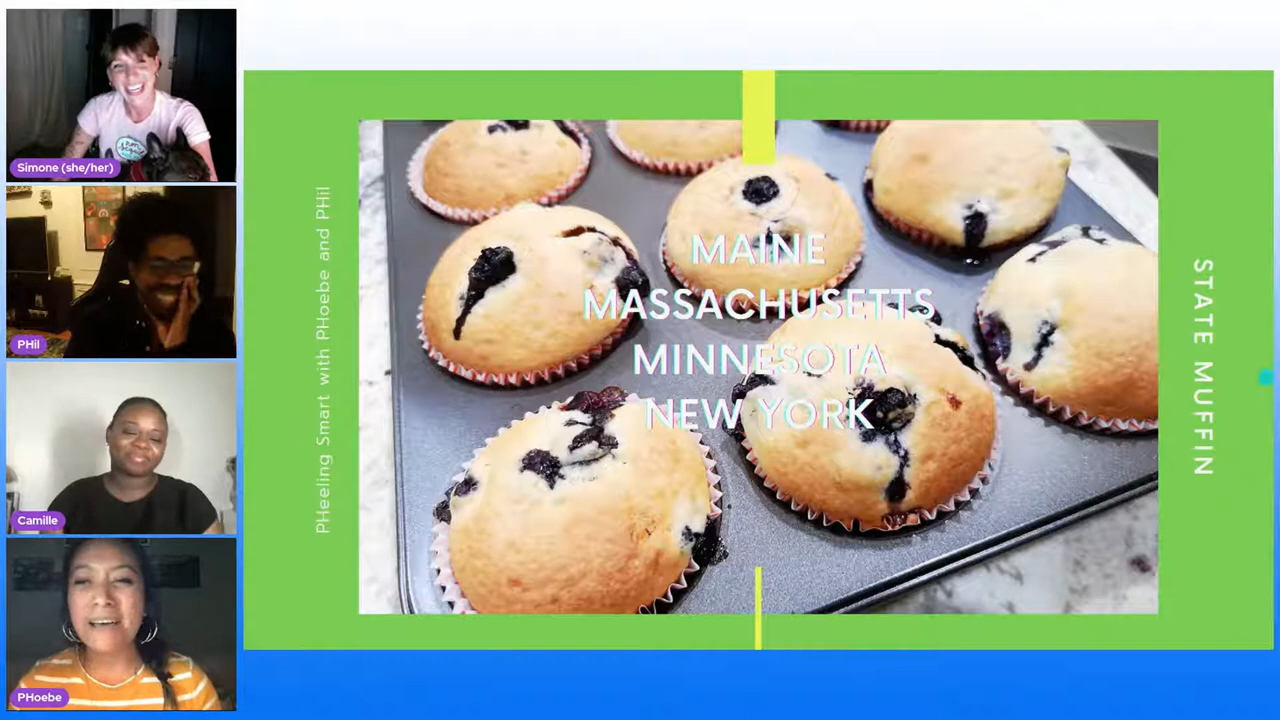 Simone (she/her)
PHil
Camille
PHoebe
PHeeling Smart with PHoebe and PHil
MAINE
MASSACHUSETTS
MINNESOTA
NEW YORK
STATE MUFFIN